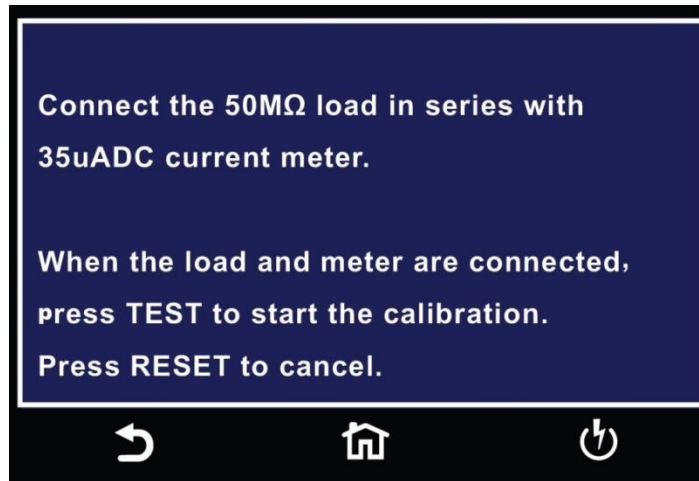 Connect the 50MΩ load in series with
35uADC current meter.
When the load and meter are connected,
press TEST to start the calibration.
Press RESET to cancel.